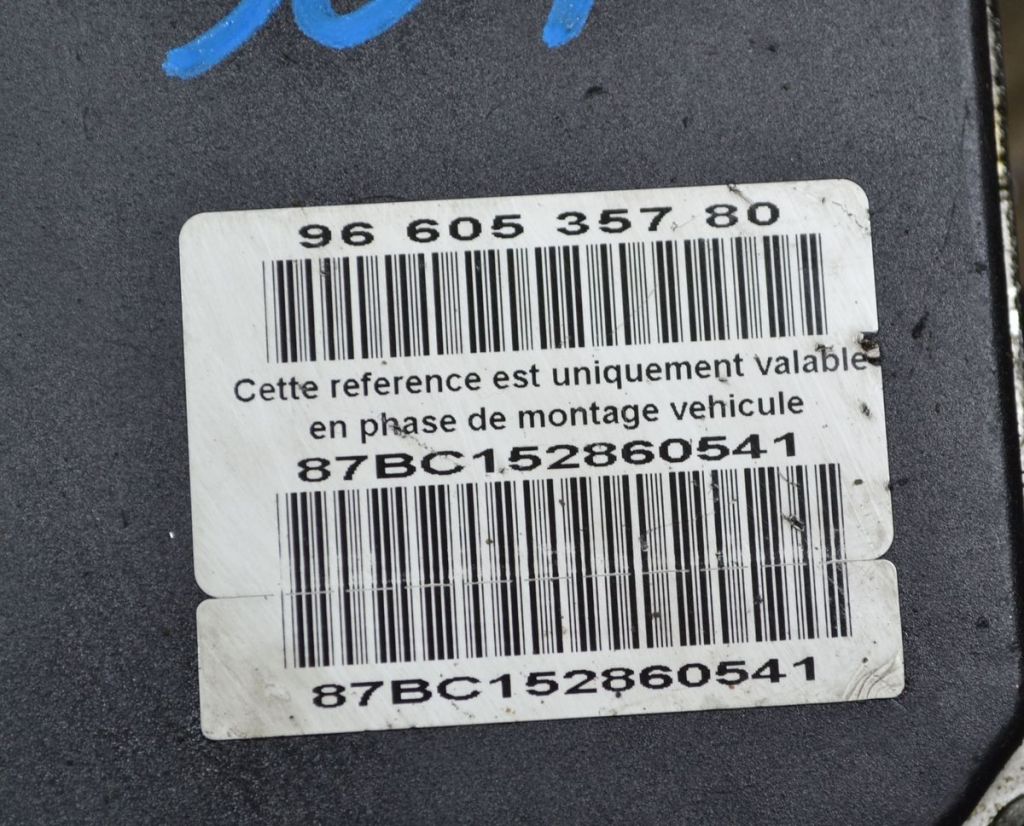 96 605 357 80
Cette reference est uniquement valable
en phase de montage vehicule
87BC152860541
87BC152860541